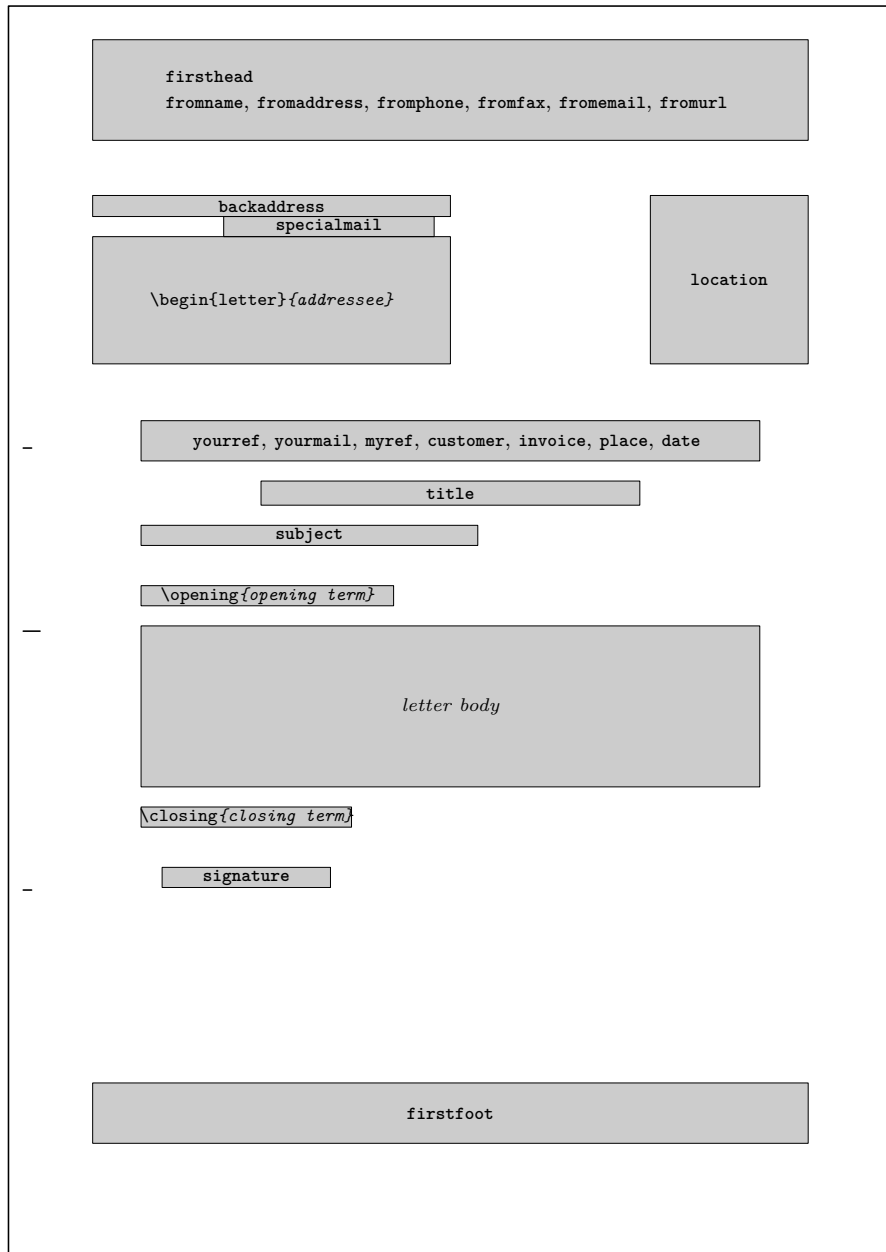 firsthead
fromname, fromaddress, fromphone, fromfax, fromemail, fromurl
backaddress
specialmail
\begin{letter}{addressee}
location
yourref, yourmail, myref, customer, invoice, place, date
title
subject
\opening{opening term}
letter body
\closing{closing term}
signature
firstfoot